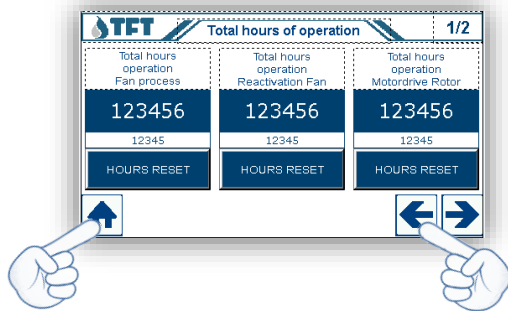 TFT Total hours of operation 1/2
Total hours operation Fan process
Total hours operation Reactivation Fan
Total hours operation Motordrive Rotor
123456 123456 123456
12345 12345 12345
HOURS RESET HOURS RESET HOURS RESET